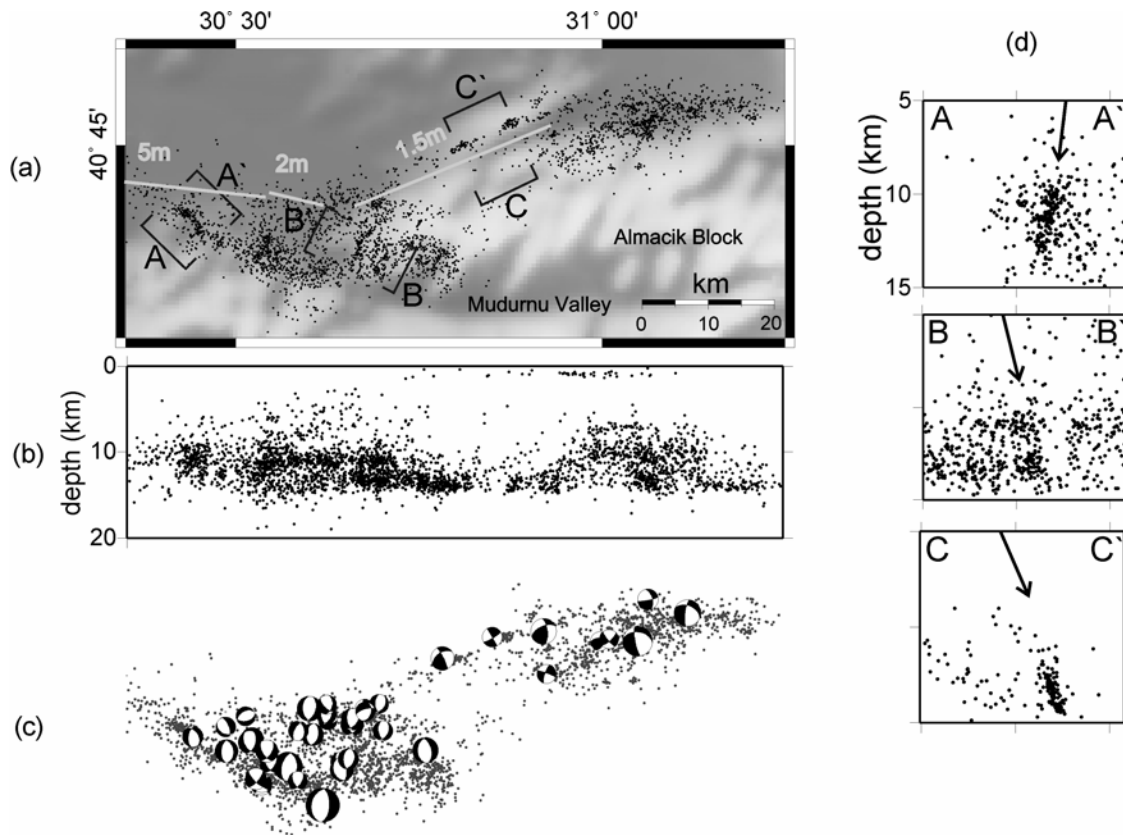 30° 30'
31° 00'
(d)
(a)
40° 45'
5m
2m
1.5m
A
A`
B`
B
C`
C
Almacik Block
Mudurnu Valley
km
0 10 20
(b)
depth (km)
0
10
20
(c)
depth (km)
5
10
15
A A`
B B`
C C`